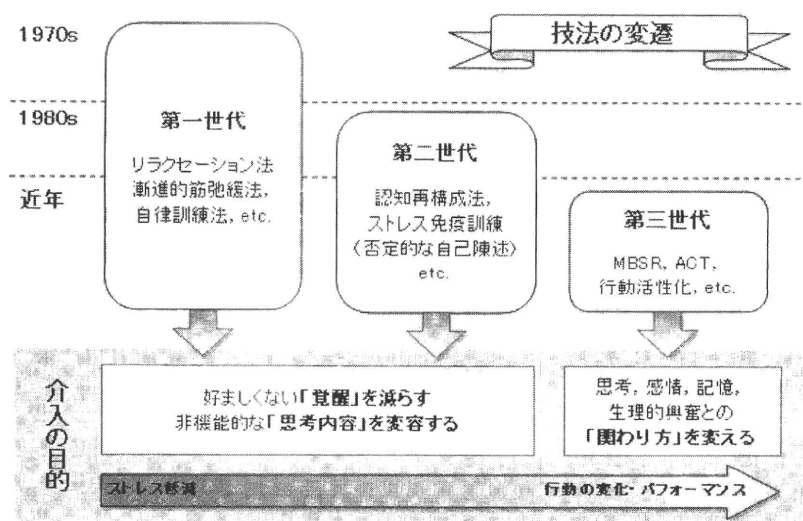 技法の変遷
1970s
1980s
近年
第一世代
リラクセーション法
漸進的筋弛緩法,
自律訓練法, etc.
第二世代
認知再構成法,
ストレス免疫訓練
(否定的な自己陳述)
etc.
第三世代
MBSR, ACT,
行動活性化, etc.
介入の目的
好ましくない「覚醒」を減らす
非機能的な「思考内容」を変容する
思考, 感情, 記憶,
生理的興奮との
「関わり方」を変える
ストレス軽減
行動の変化・パフォーマンス